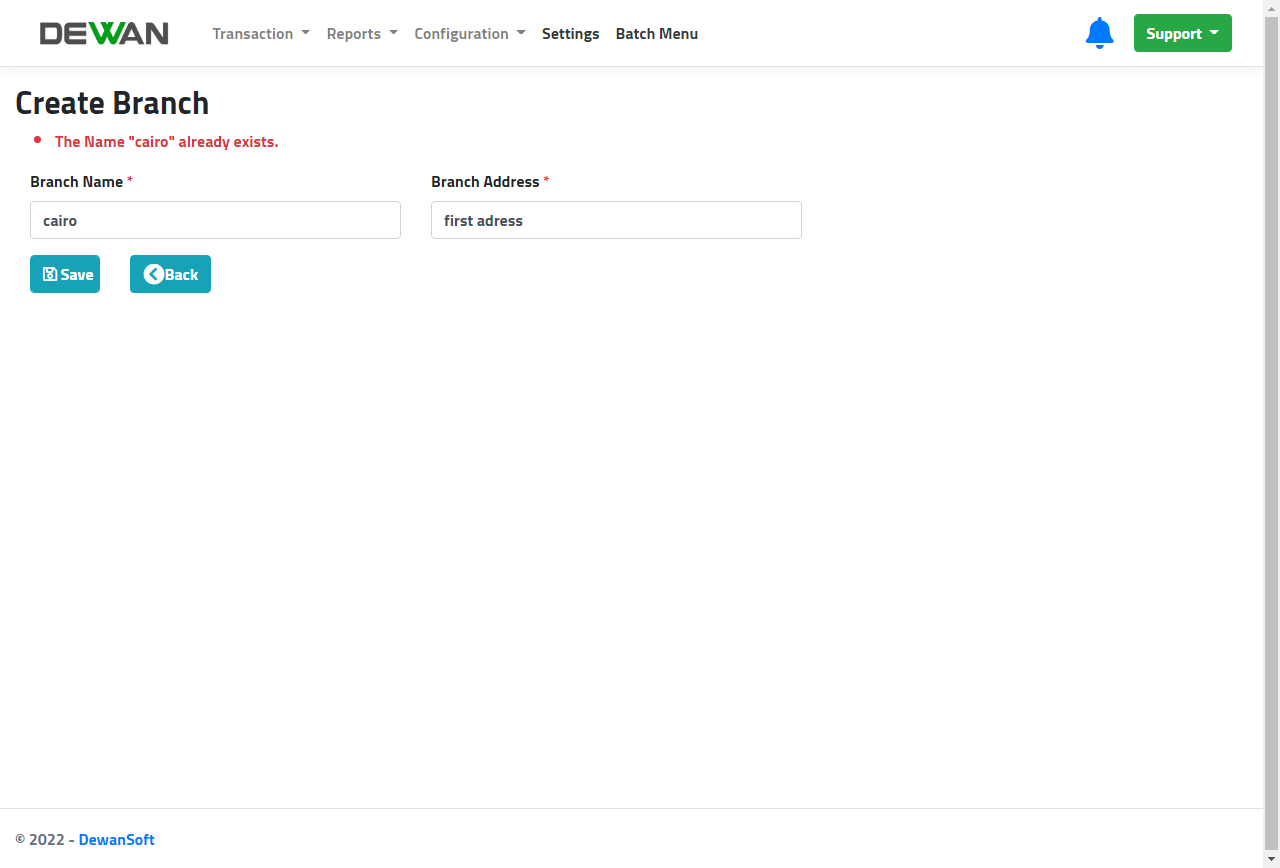 DEWAN Transaction Reports Configuration Settings Batch Menu Support
Create Branch
The Name "cairo" already exists.
Branch Name * Branch Address *
cairo first adress
Save Back
© 2022 - DewanSoft